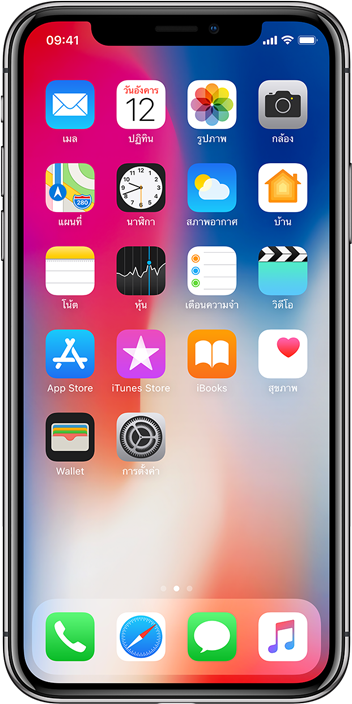 09:41
วันอังคาร
12
เมล
ปฏิทิน
รูปภาพ
กล้อง
280
แผนที่
นาฬิกา
สภาพอากาศ
บ้าน
โน้ต
หุ้น
เตือนความจำ
วิดีโอ
App Store
iTunes Store
iBooks
สุขภาพ
Wallet
การตั้งค่า